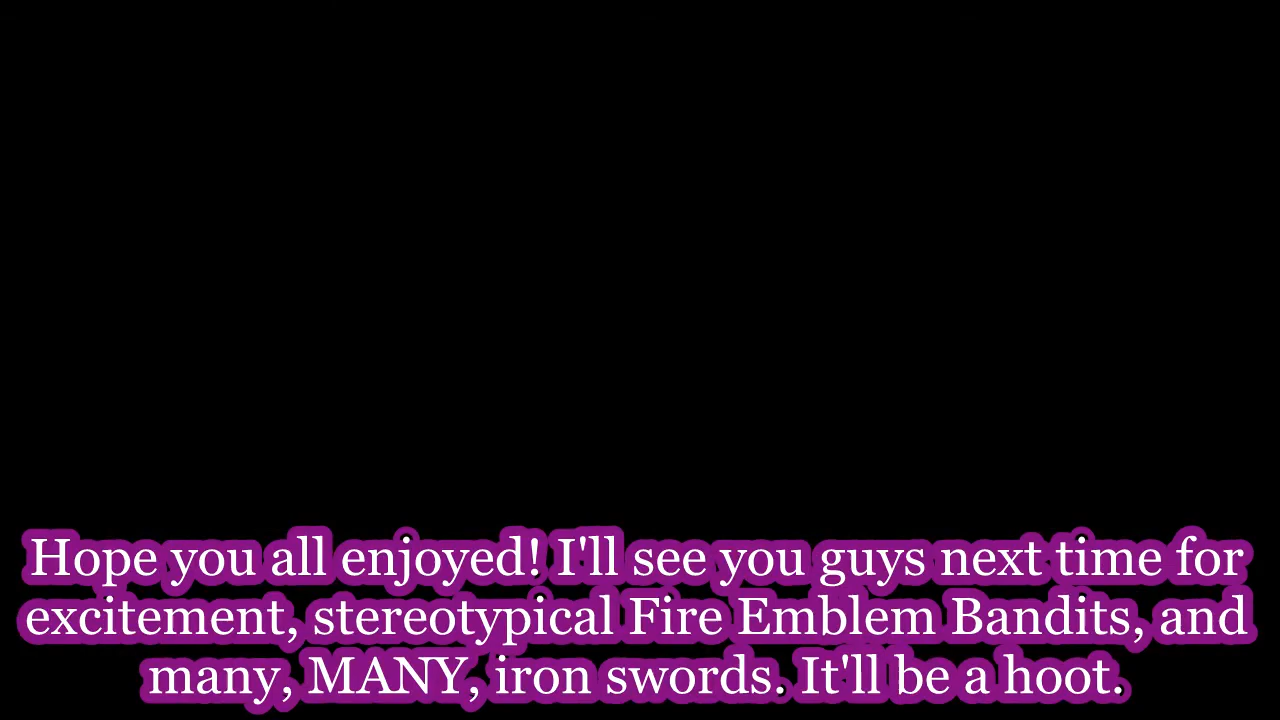 Hope you all enjoyed! I'll see you guys next time for
excitement, stereotypical Fire Emblem Bandits, and
many, MANY, iron swords. It'll be a hoot.